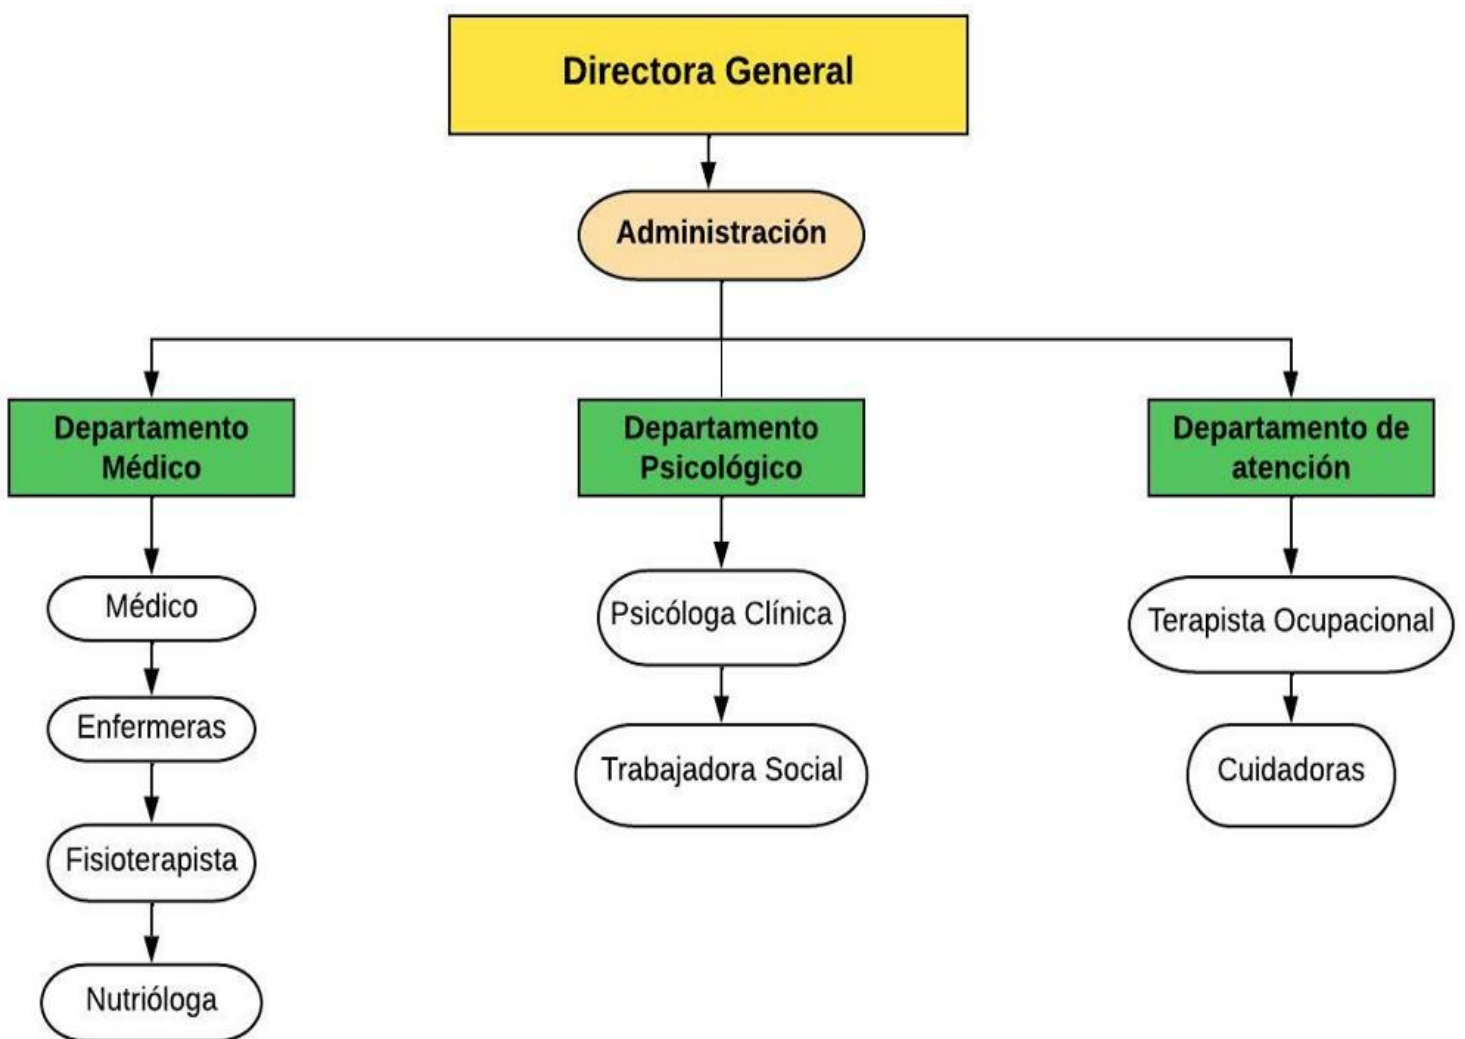 Directora General
Administración
Departamento
Médico
Departamento
Psicológico
Departamento de
atención
Médico
Psicóloga Clínica
Terapista Ocupacional
Enfermeras
Trabajadora Social
Cuidadoras
Fisioterapista
Nutrióloga